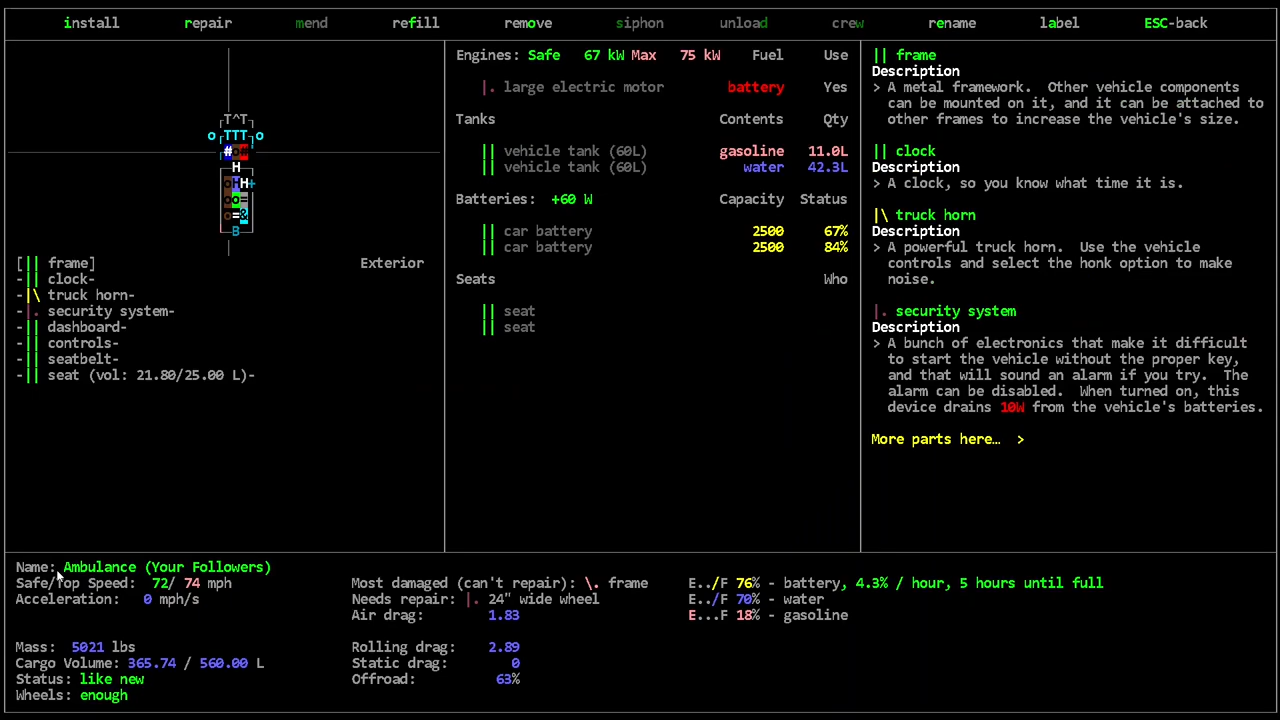 install repair mend refill remove siphon unload crew rename label ESC-back
Engines: Safe 67 kW Max 75 kW Fuel Use
|. large electric motor battery Yes
Tanks Contents Qty
|| vehicle tank (60L) gasoline 11.0L
|| vehicle tank (60L) water 42.3L
Batteries: +60 W Capacity Status
|| car battery 2500 67%
|| car battery 2500 84%
Seats Who
|| seat
|| seat
T^T
o TTT o
#
H
HH+
o=
=&
B
[|| frame] Exterior
-|| clock-
-|\ truck horn-
-|. security system-
-|| dashboard-
-|| controls-
-|| seatbelt-
-|| seat (vol: 21.80/25.00 L)-
|| frame
Description
> A metal framework. Other vehicle components
can be mounted on it, and it can be attached to
other frames to increase the vehicle's size.
|| clock
Description
> A clock, so you know what time it is.
|\ truck horn
Description
> A powerful truck horn. Use the vehicle
controls and select the honk option to make
noise.
|. security system
Description
> A bunch of electronics that make it difficult
to start the vehicle without the proper key,
and that will sound an alarm if you try. The
alarm can be disabled. When turned on, this
device drains 10W from the vehicle's batteries.
More parts here… >
Name: Ambulance (Your Followers)
Safe/Top Speed: 72/ 74 mph
Acceleration: 0 mph/s
Mass: 5021 lbs
Cargo Volume: 365.74 / 560.00 L
Status: like new
Wheels: enough
Most damaged (can't repair): \. frame
Needs repair: |. 24" wide wheel
Air drag: 1.83
Rolling drag: 2.89
Static drag: 0
Offroad: 63%
E../F 76% - battery, 4.3% / hour, 5 hours until full
E../F 70% - water
E...F 18% - gasoline